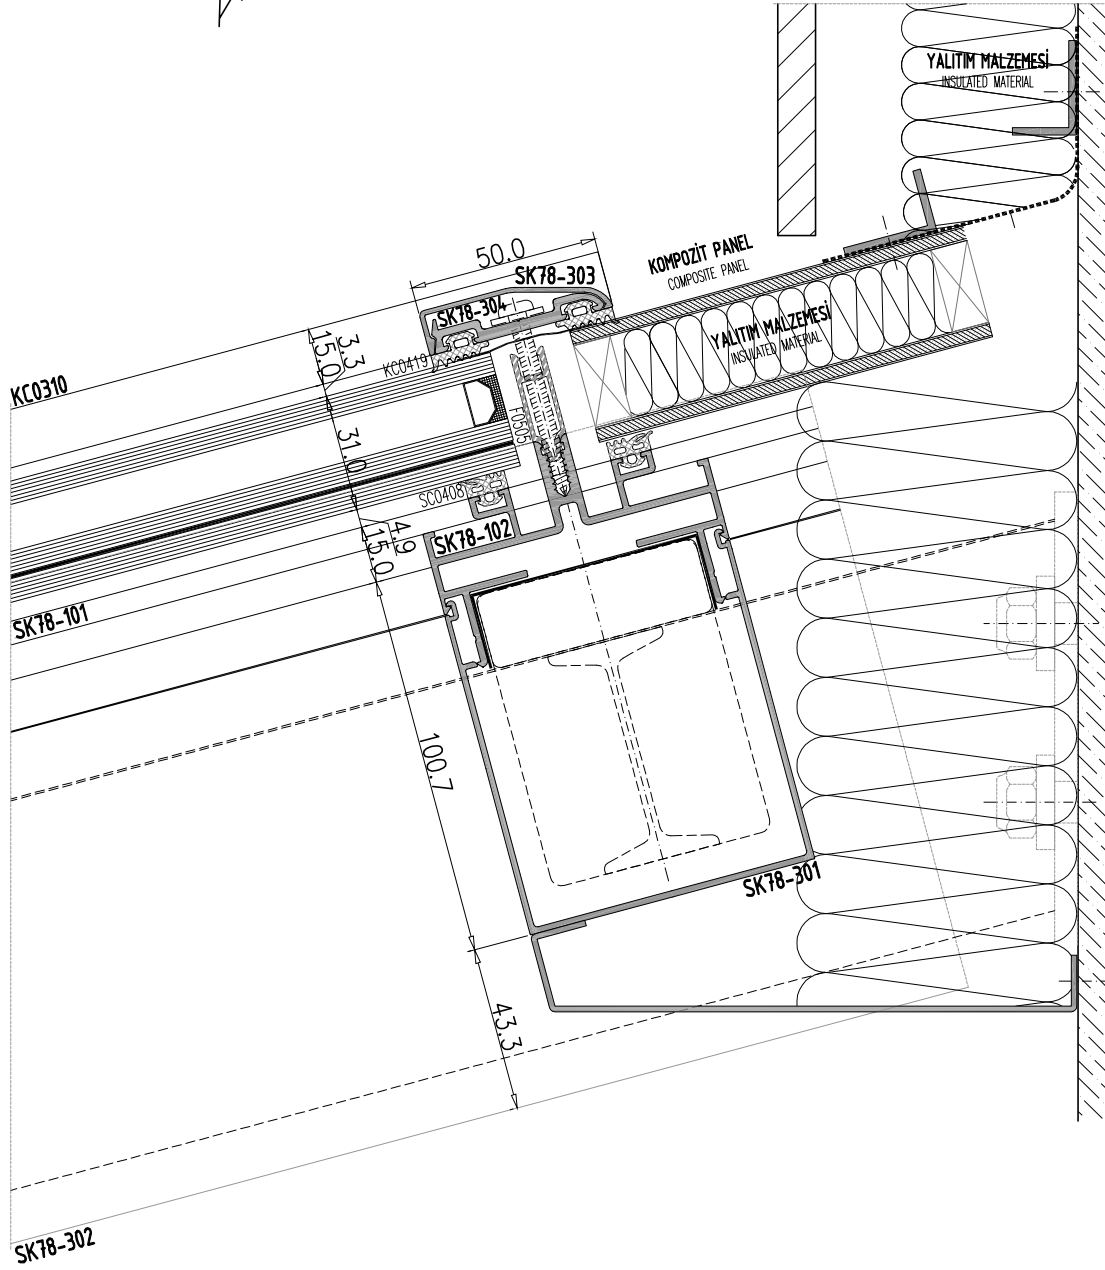 YALITIM MALZEMESİ
INSULATED MATERIAL
50.0
KOMPOZİT PANEL
COMPOSITE PANEL
SK78-303
SK78-304
YALITIM MALZEMESİ
INSULATED MATERIAL
3.3
15.0
KC0419
KC0310
F0505
31.0
SC0408
4.9
15.0
SK78-102
SK78-101
100.7
SK78-301
43.3
SK78-302